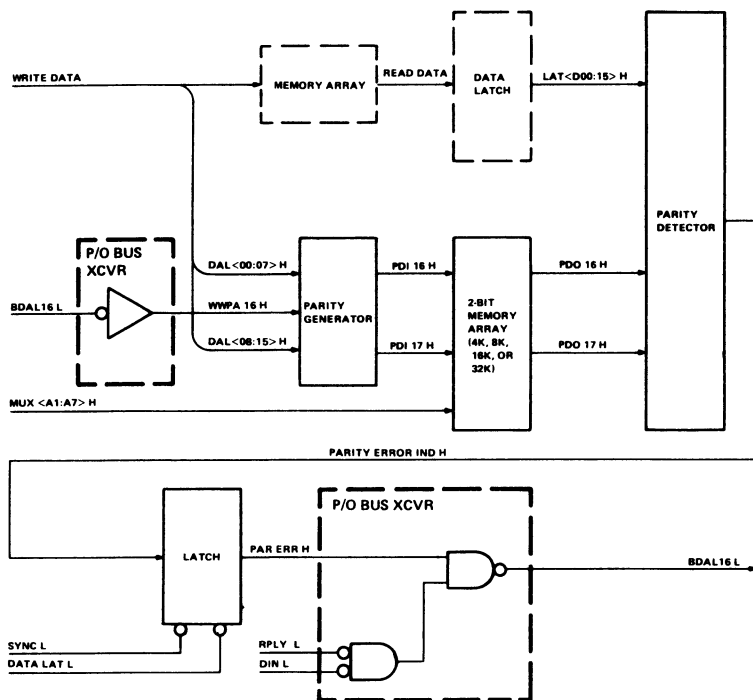 WRITE DATA
MEMORY ARRAY
READ DATA
DATA
LATCH
LAT<D00:15> H
PARITY
DETECTOR
P/O BUS
XCVR
BDAL16 L
DAL<00:07> H
WWPA 16 H
DAL<08:15> H
PARITY
GENERATOR
PDI 16 H
PDI 17 H
2-BIT
MEMORY
ARRAY
(4K, 8K,
16K, OR
32K)
PDO 16 H
PDO 17 H
MUX <A1:A7> H
PARITY ERROR IND H
LATCH
PAR ERR H
P/O BUS XCVR
BDAL16 L
SYNC L
DATA LAT L
RPLY L
DIN L